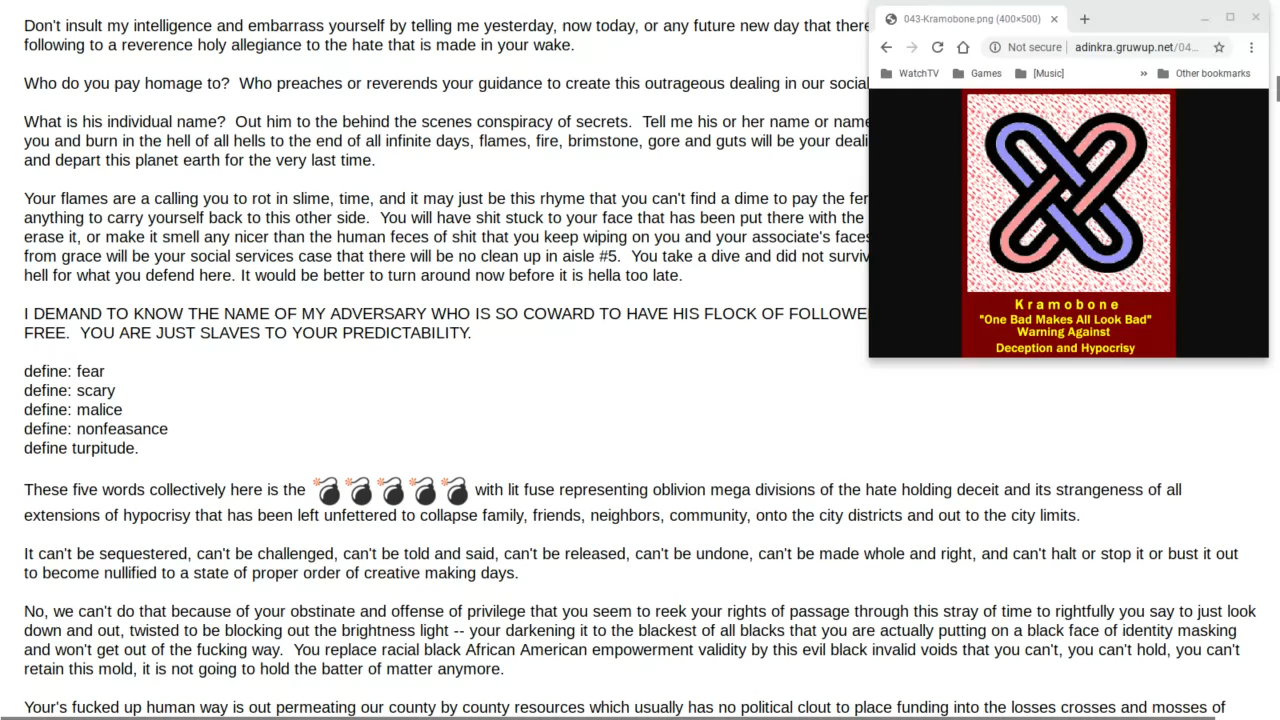 Don't insult my intelligence and embarrass yourself by telling me yesterday, now today, or any future new day that there
following to a reverence holy allegiance to the hate that is made in your wake.
Who do you pay homage to?  Who preaches or reverends your guidance to create this outrageous dealing in our social
What is his individual name?  Out him to the behind the scenes conspiracy of secrets.  Tell me his or her name or name
you and burn in the hell of all hells to the end of all infinite days, flames, fire, brimstone, gore and guts will be your deali
and depart this planet earth for the very last time.
Your flames are a calling you to rot in slime, time, and it may just be this rhyme that you can't find a dime to pay the fer
anything to carry yourself back to this other side.  You will have shit stuck to your face that has been put there with the
erase it, or make it smell any nicer than the human feces of shit that you keep wiping on you and your associate's faces
from grace will be your social services case that there will be no clean up in aisle #5.  You take a dive and did not surviv
hell for what you defend here. It would be better to turn around now before it is hella too late.
I DEMAND TO KNOW THE NAME OF MY ADVERSARY WHO IS SO COWARD TO HAVE HIS FLOCK OF FOLLOWE
FREE.  YOU ARE JUST SLAVES TO YOUR PREDICTABILITY.
define: fear
define: scary
define: malice
define: nonfeasance
define turpitude.
These five words collectively here is the 💣💣💣💣💣 with lit fuse representing oblivion mega divisions of the hate holding deceit and its strangeness of all
extensions of hypocrisy that has been left unfettered to collapse family, friends, neighbors, community, onto the city districts and out to the city limits.
It can't be sequestered, can't be challenged, can't be told and said, can't be released, can't be undone, can't be made whole and right, and can't halt or stop it or bust it out
to become nullified to a state of proper order of creative making days.
No, we can't do that because of your obstinate and offense of privilege that you seem to reek your rights of passage through this stray of time to rightfully you say to just look
down and out, twisted to be blocking out the brightness light -- your darkening it to the blackest of all blacks that you are actually putting on a black face of identity masking
and won't get out of the fucking way.  You replace racial black African American empowerment validity by this evil black invalid voids that you can't, you can't hold, you can't
retain this mold, it is not going to hold the batter of matter anymore.
Your's fucked up human way is out permeating our county by county resources which usually has no political clout to place funding into the losses crosses and mosses of
043-Kramobone.png (400×500)
Not secure | adinkra.gruwup.net/04...
WatchTV Games [Music] » Other bookmarks
Kramobone
"One Bad Makes All Look Bad"
Warning Against
Deception and Hypocrisy